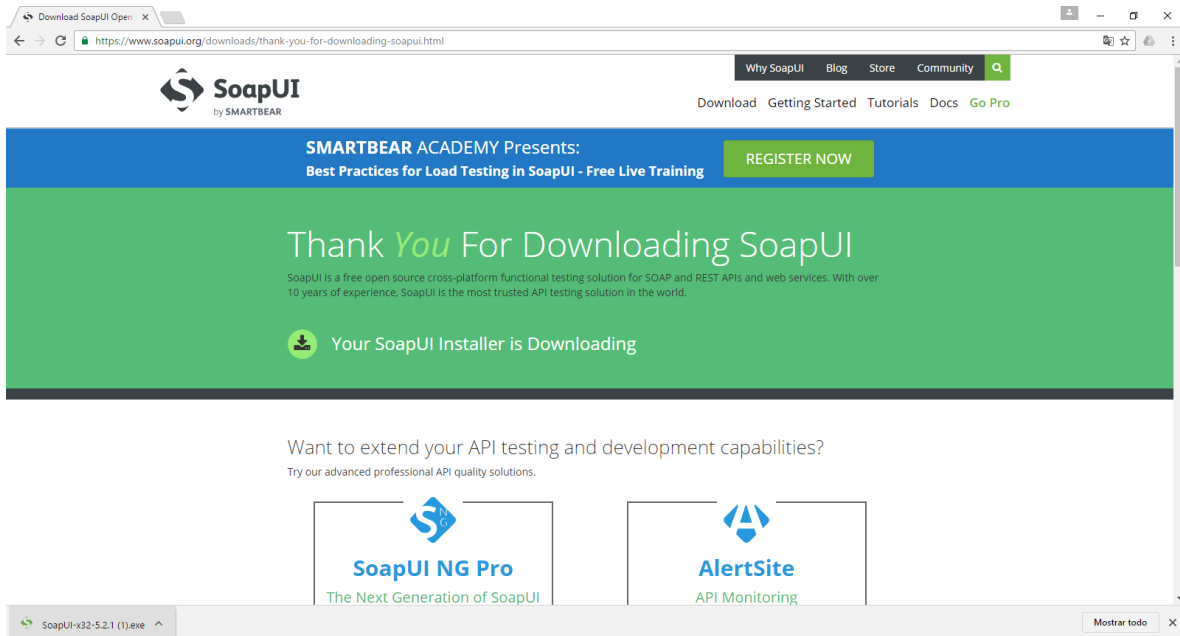 Download SoapUI Open
https://www.soapui.org/downloads/thank-you-for-downloading-soapui.html
Why SoapUI Blog Store Community
SoapUI
by SMARTBEAR
Download Getting Started Tutorials Docs Go Pro
SMARTBEAR ACADEMY Presents:
Best Practices for Load Testing in SoapUI - Free Live Training
REGISTER NOW
Thank You For Downloading SoapUI
SoapUI is a free open source cross-platform functional testing solution for SOAP and REST APIs and web services. With over
10 years of experience, SoapUI is the most trusted API testing solution in the world.
Your SoapUI Installer is Downloading
Want to extend your API testing and development capabilities?
Try our advanced professional API quality solutions.
S NG
SoapUI NG Pro
The Next Generation of SoapUI
AlertSite
API Monitoring
SoapUI-x32-5.2.1 (1).exe
Mostrar todo